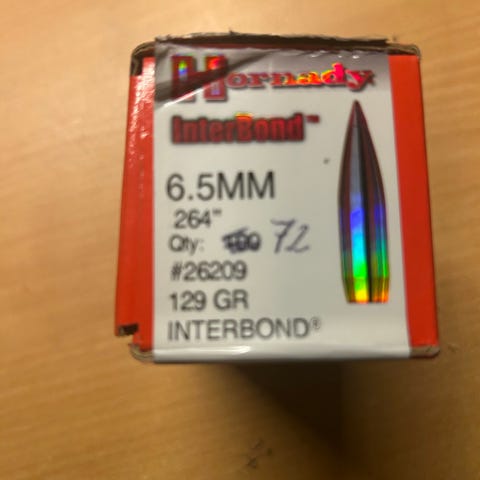 Hornady
InterBond™
6.5MM
.264"
Qty: 100 72
#26209
129 GR
INTERBOND®